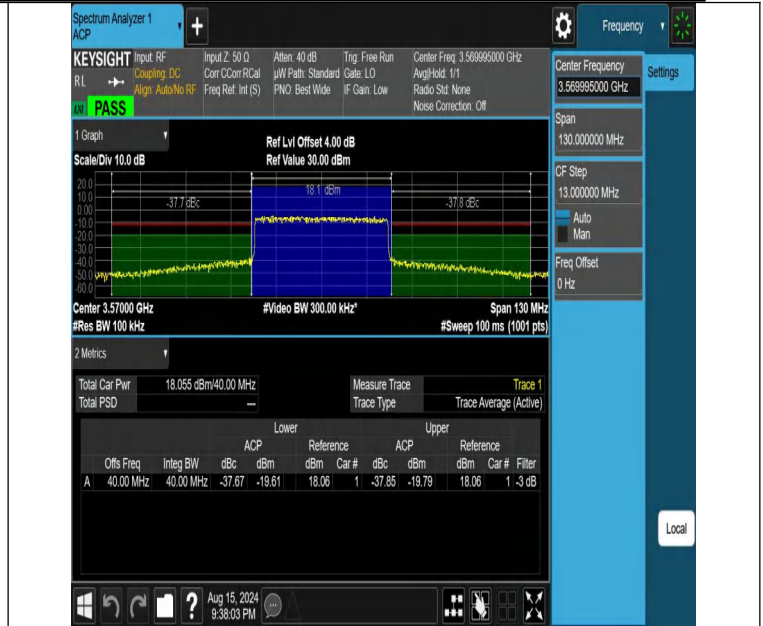 Spectrum Analyzer 1
ACP
+
Frequency
KEYSIGHT
RL
PASS
Input: RF
Coupling: DC
Align: Auto/No RF
Input Z: 50 Ω
Corr CCorr RCal
Freq Ref: Int (S)
Atten: 40 dB
µW Path: Standard
PNO: Best Wide
Trig: Free Run
Gate: LO
IF Gain: Low
Center Freq: 3.569995000 GHz
Avg|Hold: 1/1
Radio Std: None
Noise Correction: Off
Center Frequency
3.569995000 GHz
Settings
Span
130.000000 MHz
CF Step
13.000000 MHz
Auto
Man
Freq Offset
0 Hz
Local
1 Graph
Scale/Div 10.0 dB
Ref Lvl Offset 4.00 dB
Ref Value 30.00 dBm
20.0
10.0
0.00
-10.0
-20.0
-30.0
-40.0
-50.0
-60.0
-37.7 dBc
18.1 dBm
-37.8 dBc
Center 3.57000 GHz
#Video BW 300.00 kHz*
Span 130 MHz
#Res BW 100 kHz
#Sweep 100 ms (1001 pts)
2 Metrics
Total Car Pwr 18.055 dBm/40.00 MHz
Total PSD ---
Measure Trace Trace 1
Trace Type Trace Average (Active)
Lower Upper
ACP Reference ACP Reference
Offs Freq Integ BW dBc dBm dBm Car # dBc dBm dBm Car # Filter
A 40.00 MHz 40.00 MHz -37.67 -19.61 18.06 1 -37.85 -19.79 18.06 1 -3 dB
?
Aug 15, 2024
9:38:03 PM